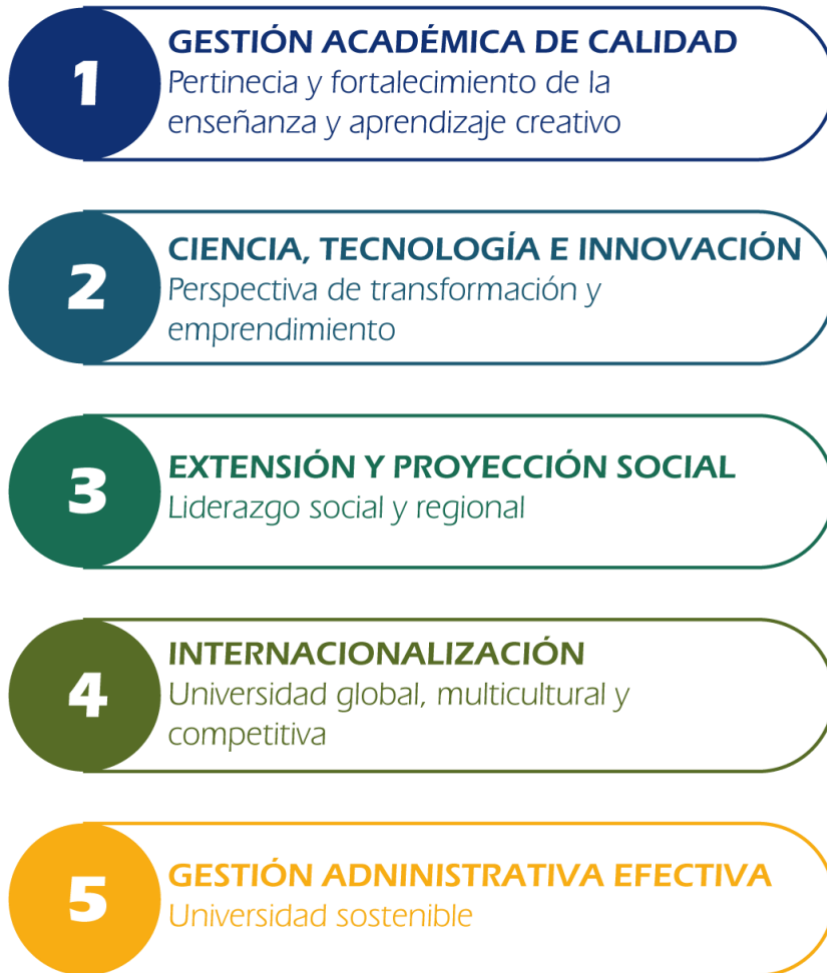 1
GESTIÓN ACADÉMICA DE CALIDAD
Pertinecia y fortalecimiento de la
enseñanza y aprendizaje creativo
2
CIENCIA, TECNOLOGÍA E INNOVACIÓN
Perspectiva de transformación y
emprendimiento
3
EXTENSIÓN Y PROYECCIÓN SOCIAL
Liderazgo social y regional
4
INTERNACIONALIZACIÓN
Universidad global, multicultural y
competitiva
5
GESTIÓN ADNINISTRATIVA EFECTIVA
Universidad sostenible